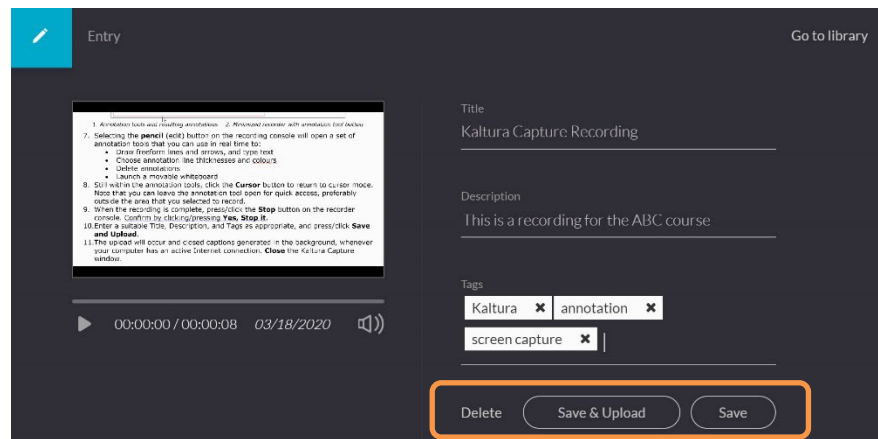 Entry
Go to library
1. Annotation tools and resulting annotations 2. Minimized recorder with annotation tool button
7. Selecting the pencil (edit) button on the recording console will open a set of
annotation tools that you can use in real time to:
• Draw freeform lines and arrows, and type text
• Choose annotation line thicknesses and colours
• Delete annotations
• Launch a movable whiteboard
8. Still within the annotation tools, click the Cursor button to return to cursor mode.
Note that you can leave the annotation tool open for quick access, preferably
outside the area that you selected to record.
9. When the recording is complete, press/click the Stop button on the recorder
console. Confirm by clicking/pressing Yes, Stop it.
10.Enter a suitable Title, Description, and Tags as appropriate, and press/click Save
and Upload.
11.The upload will occur and closed captions generated in the background, whenever
your computer has an active Internet connection. Close the Kaltura Capture
window.
00:00:00 / 00:00:08 03/18/2020
Title
Kaltura Capture Recording
Description
This is a recording for the ABC course
Tags
Kaltura ✖ annotation ✖
screen capture ✖
Delete Save & Upload Save